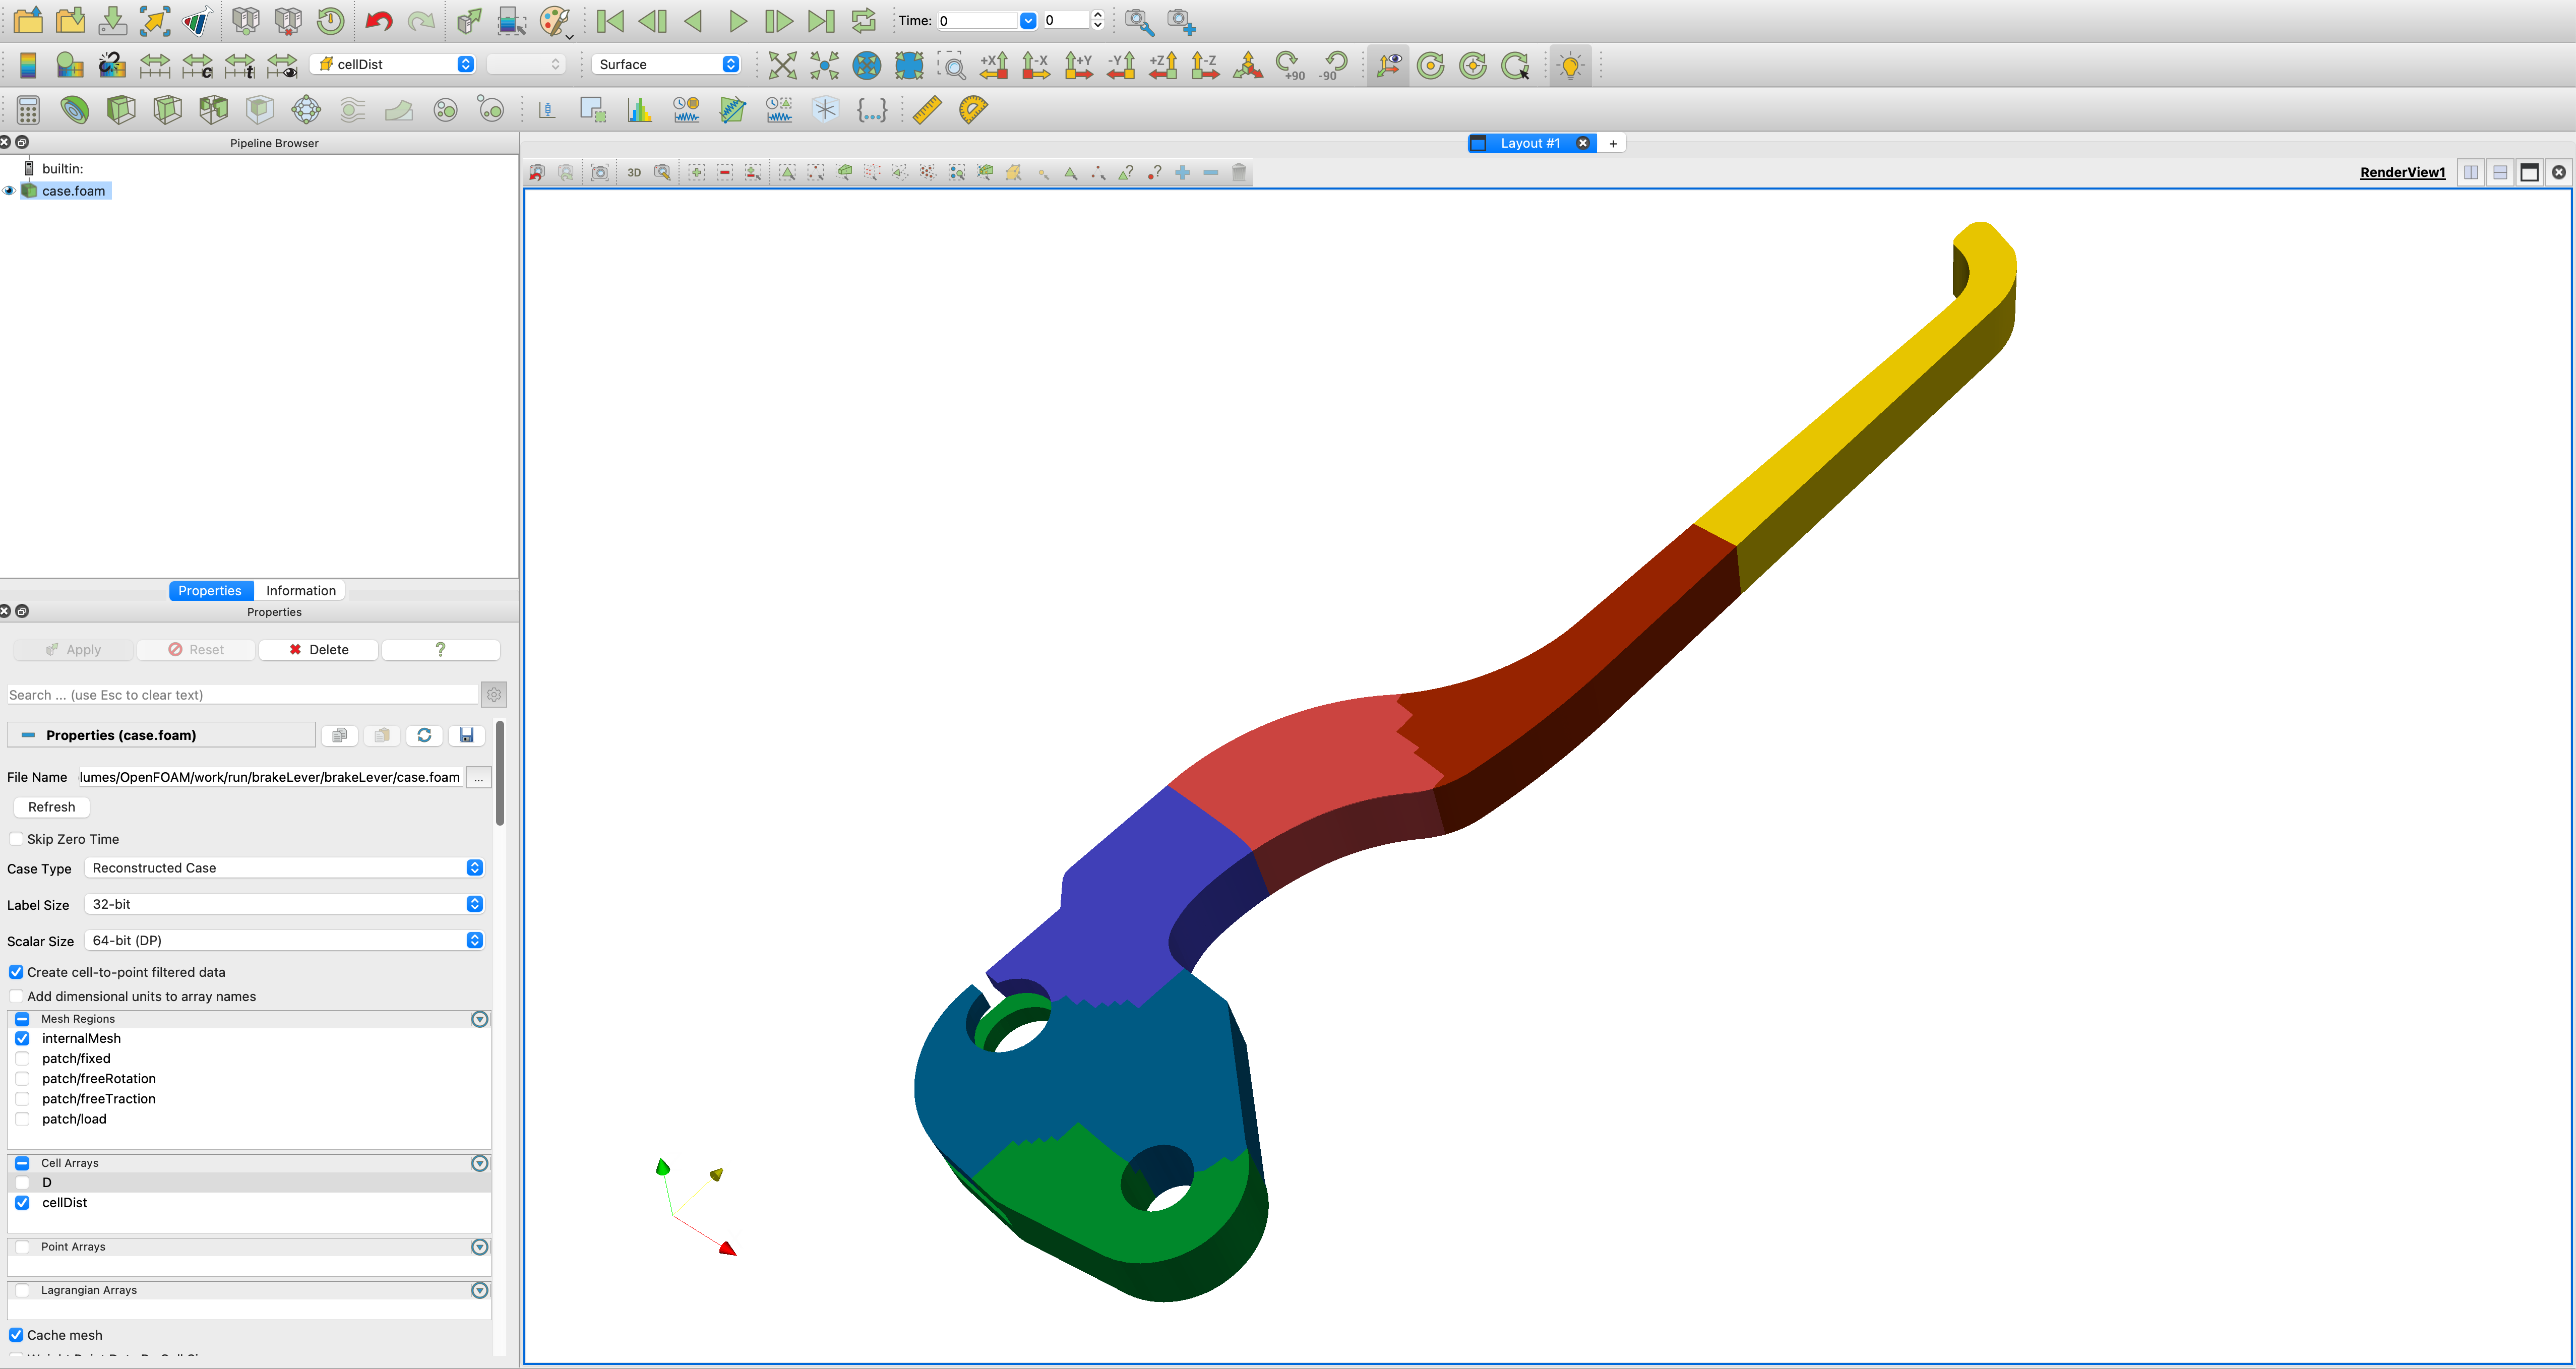 Time: 0 0
cellDist Surface +X -X +Y -Y +Z -Z +90 -90
Pipeline Browser
Layout #1 +
builtin:
3D
RenderView1
case.foam
Properties Information
Properties
Apply Reset Delete ?
Search ... (use Esc to clear text)
Properties (case.foam)
File Name lumes/OpenFOAM/work/run/brakeLever/brakeLever/case.foam ...
Refresh
Skip Zero Time
Case Type Reconstructed Case
Label Size 32-bit
Scalar Size 64-bit (DP)
Create cell-to-point filtered data
Add dimensional units to array names
Mesh Regions
internalMesh
patch/fixed
patch/freeRotation
patch/freeTraction
patch/load
Cell Arrays
D
cellDist
Point Arrays
Lagrangian Arrays
Cache mesh